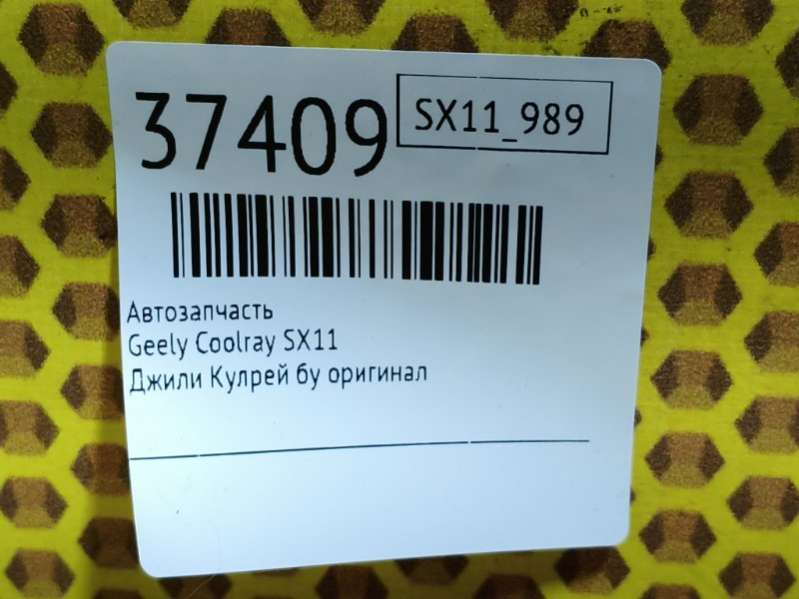 37409
SX11_989
Автозапчасть
Geely Coolray SX11
Джили Кулрей бу оригинал